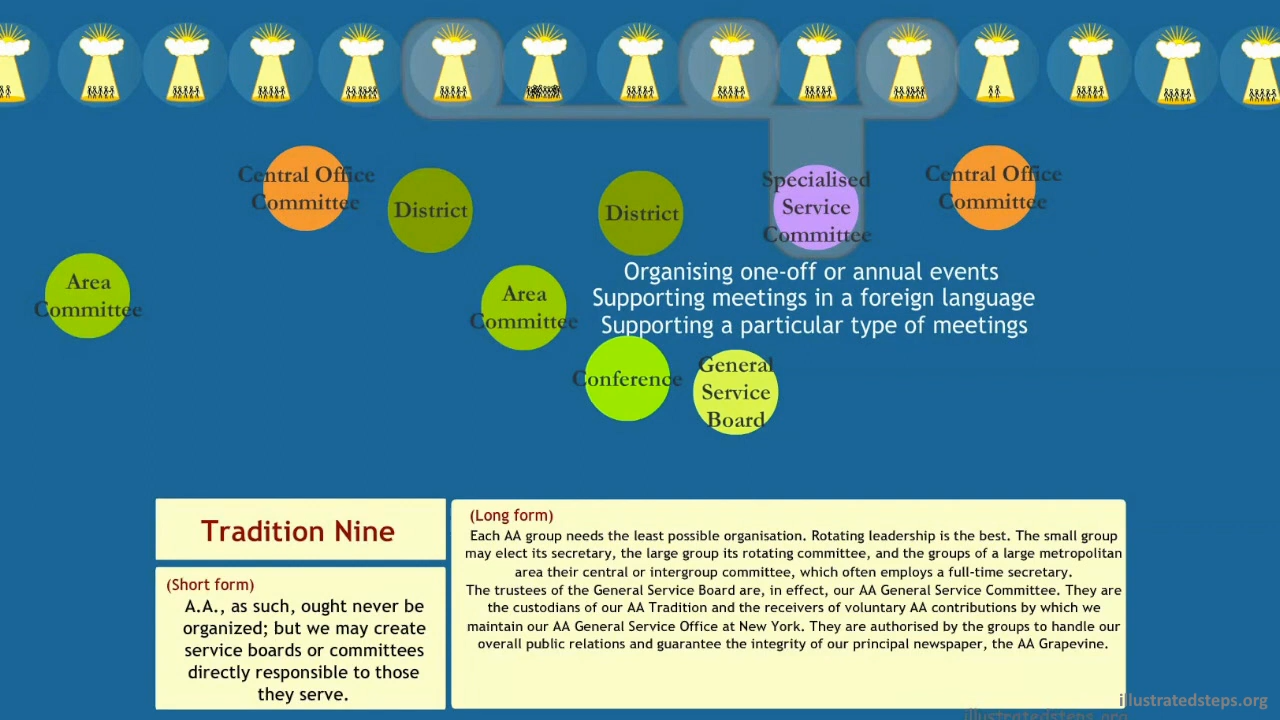 Central Office
Committee
District
District
Specialised
Service
Committee
Central Office
Committee
Area
Committee
Area
Committee
Organising one-off or annual events
Supporting meetings in a foreign language
Supporting a particular type of meetings
Conference
General
Service
Board
Tradition Nine
(Short form)
A.A., as such, ought never be
organized; but we may create
service boards or committees
directly responsible to those
they serve.
(Long form)
Each AA group needs the least possible organisation. Rotating leadership is the best. The small group
may elect its secretary, the large group its rotating committee, and the groups of a large metropolitan
area their central or intergroup committee, which often employs a full-time secretary.
The trustees of the General Service Board are, in effect, our AA General Service Committee. They are
the custodians of our AA Tradition and the receivers of voluntary AA contributions by which we
maintain our AA General Service Office at New York. They are authorised by the groups to handle our
overall public relations and guarantee the integrity of our principal newspaper, the AA Grapevine.
illustratedsteps.org
illustratedsteps.org